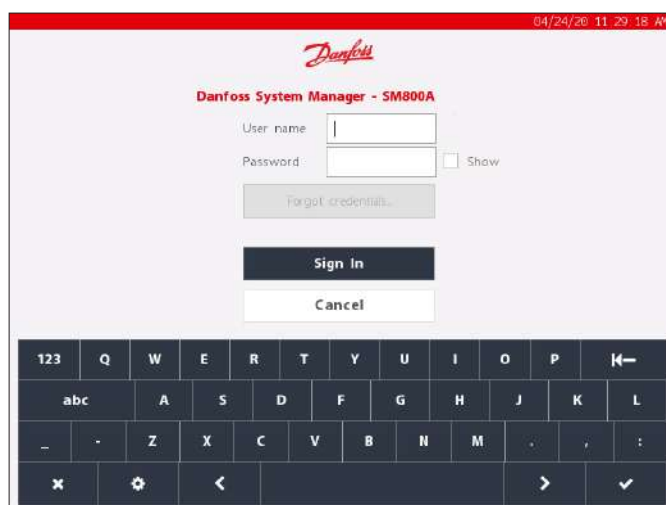 04/24/20 11 29 18 AM
Danfoss
Danfoss System Manager - SM800A
User name
Password
Show
Forgot credentials..
Sign In
Cancel
123 Q W E R T Y U I O P
abc A S D F G H J K L
_ - Z X C V B N M . , :